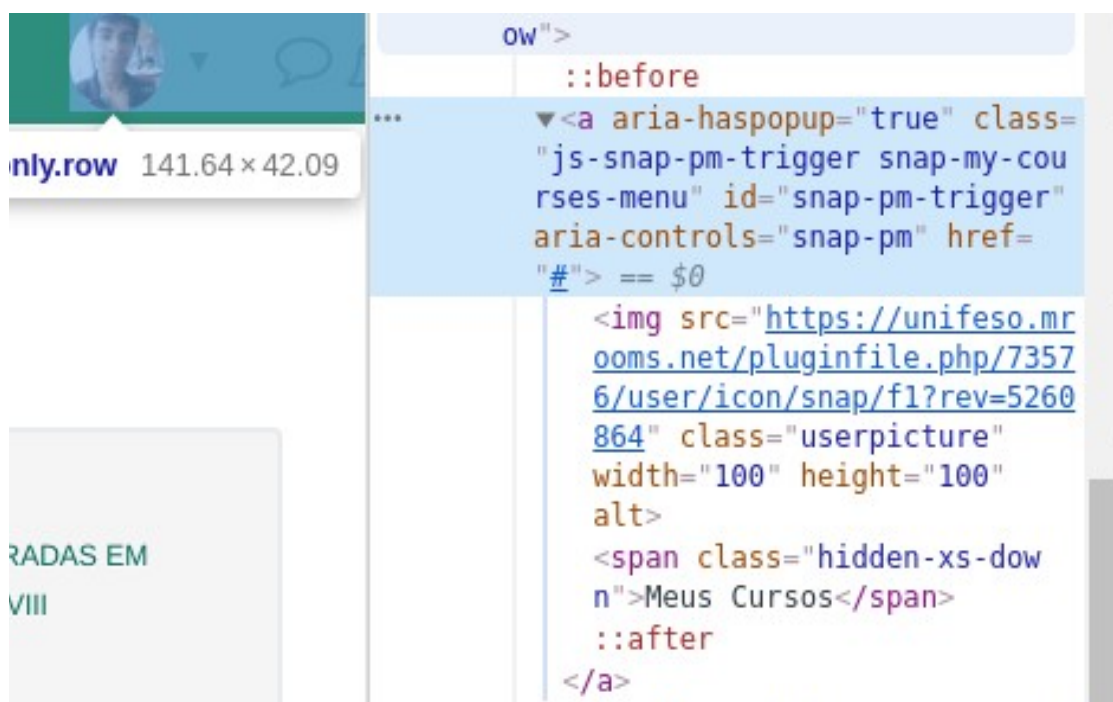 ow">
::before
only.row 141.64 × 42.09
RADAS EM
VIII
… ▼<a aria-haspopup="true" class=
"js-snap-pm-trigger snap-my-cou
rses-menu" id="snap-pm-trigger"
aria-controls="snap-pm" href=
"#"> == $0
<img src="https://unifeso.mr
ooms.net/pluginfile.php/7357
6/user/icon/snap/f1?rev=5260
864" class="userpicture"
width="100" height="100"
alt>
<span class="hidden-xs-dow
n">Meus Cursos</span>
::after
</a>